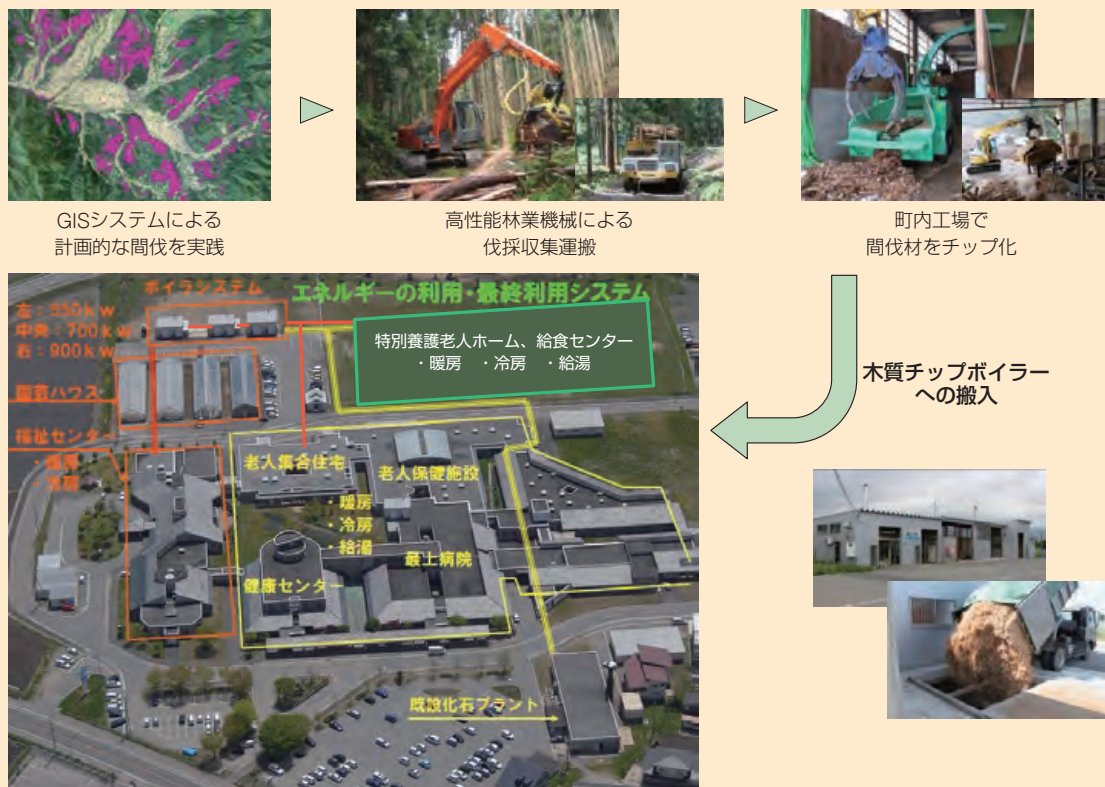 GISシステムによる
計画的な間伐を実践
高性能林業機械による
伐採収集運搬
町内工場で
間伐材をチップ化
木質チップボイラー
への搬入
ボイラシステム
エネルギーの利用・最終利用システム
左:550kw
中央:700kw
右:900kw
特別養護老人ホーム、給食センター
・暖房 ・冷房 ・給湯
園芸ハウス
福祉センター
・暖房
老人集合住宅
老人保健施設
・暖房
・冷房
・給湯
最上病院
健康センター
既設化石プラント